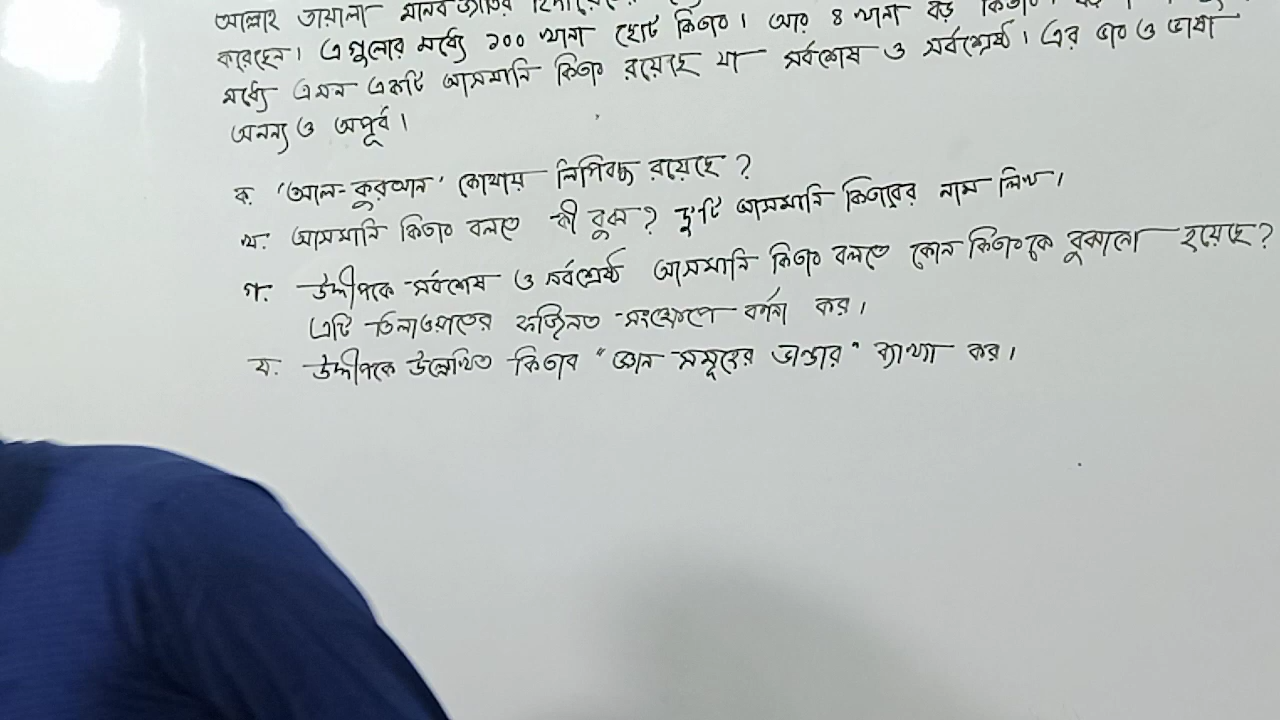 আল্লাহ তায়ালা মানবজাতির
করেছেন। এগুলোর মধ্যে ১০০ খানা ছোট কিতাব। আর ৪ খানা বড়
মধ্যে এমন একটি আসমানি কিতাব রয়েছে যা সর্বশেষ ও সর্বশ্রেষ্ঠ। এর ভাব ও ভাষা
অনন্য ও অপূর্ব।
ক. 'আল-কুরআন' কোথায় লিপিবদ্ধ রয়েছে?
খ. আসমানি কিতাব বলতে কী বুঝ? দু'টি আসমানি কিতাবের নাম লিখ।
গ. উদ্দীপকে সর্বশেষ ও সর্বশ্রেষ্ঠ আসমানি কিতাব বলতে কোন কিতাবকে বুঝানো হয়েছে?
এটি তিলাওয়াতের ফজিলত সংক্ষেপে বর্ণনা কর।
ঘ. উদ্দীপকে উল্লেখিত কিতাব "জ্ঞান সমূহের ভাণ্ডার" ব্যাখ্যা কর।